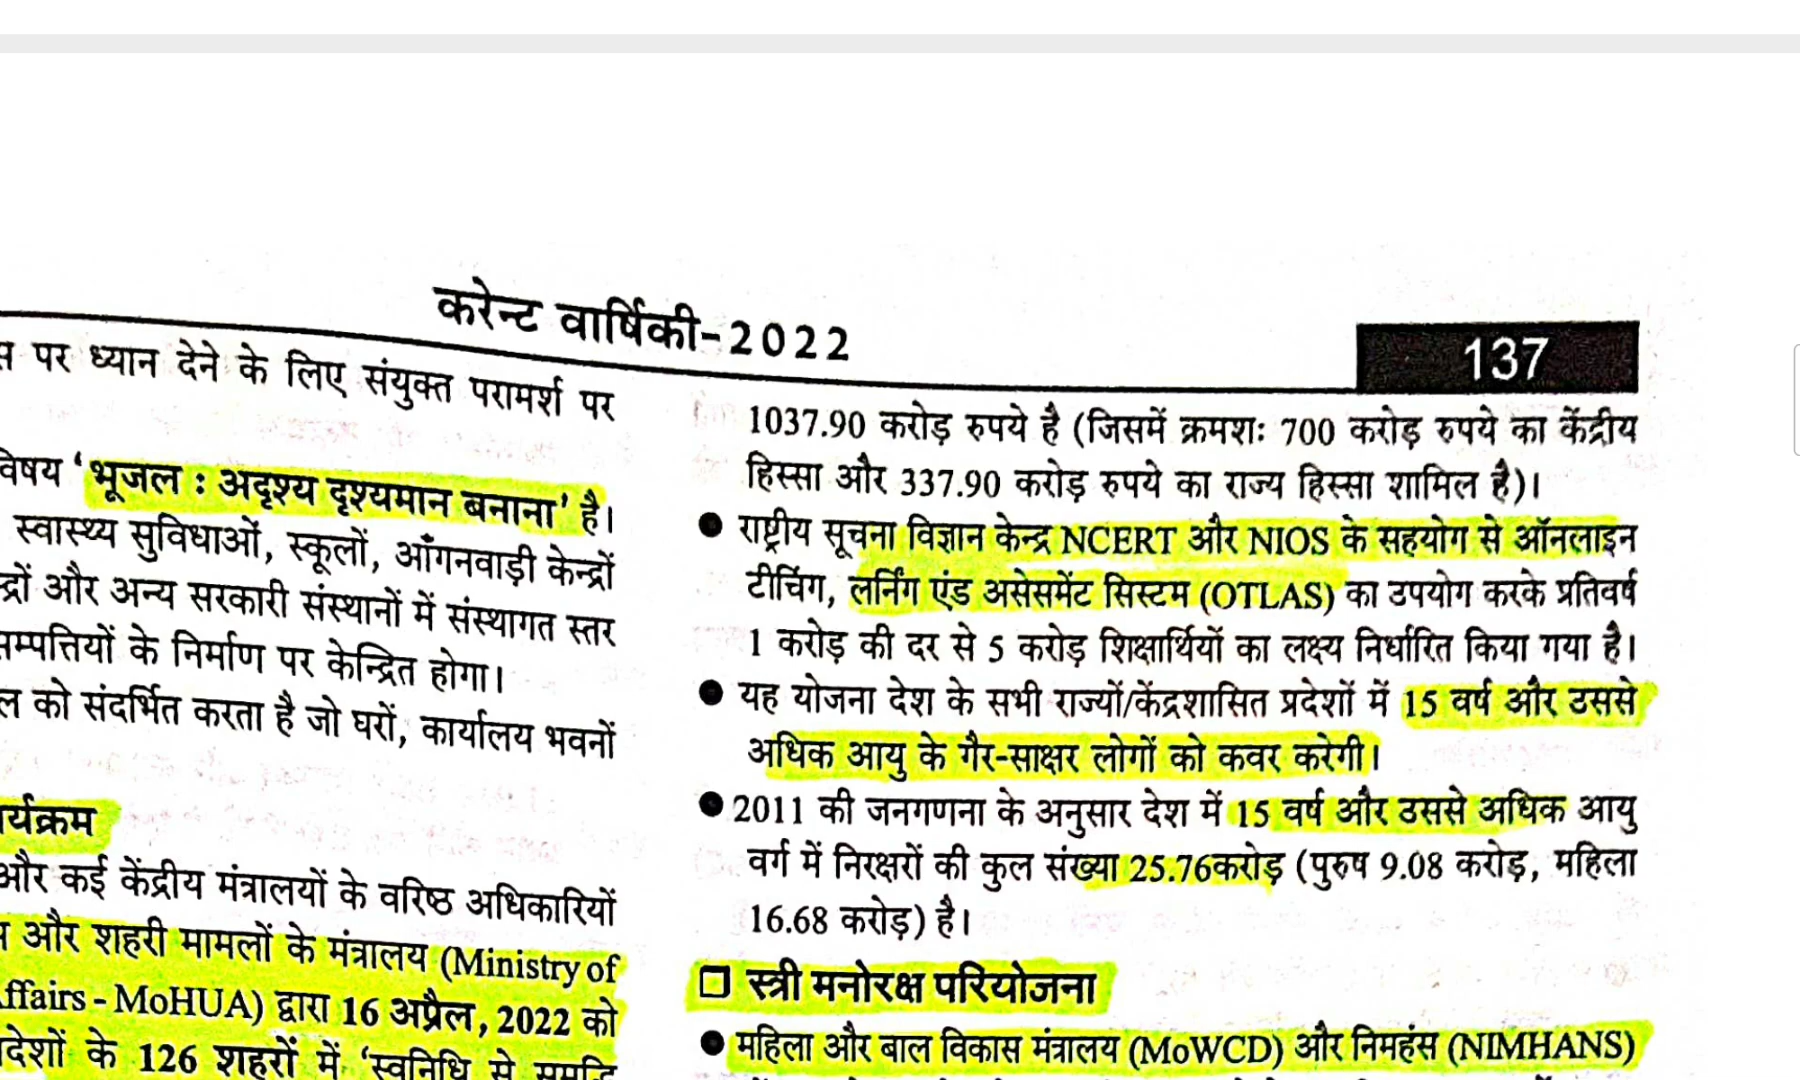 करेन्ट वार्षिकी-2022
137
पर ध्यान देने के लिए संयुक्त परामर्श पर
विषय ‘भूजल : अदृश्य दृश्यमान बनाना’ है।
स्वास्थ्य सुविधाओं, स्कूलों, आँगनवाड़ी केन्द्रों
और अन्य सरकारी संस्थानों में संस्थागत स्तर
के निर्माण पर केन्द्रित होगा।
को संदर्भित करता है जो घरों, कार्यालय भवनों
और कई केंद्रीय मंत्रालयों के वरिष्ठ अधिकारियों
और शहरी मामलों के मंत्रालय (Ministry of
ffairs - MoHUA) द्वारा 16 अप्रैल, 2022 को
के 126 शहरों में ‘स्वनिधि से
1037.90 करोड़ रुपये है (जिसमें क्रमशः 700 करोड़ रुपये का केंद्रीय
हिस्सा और 337.90 करोड़ रुपये का राज्य हिस्सा शामिल है)।
● राष्ट्रीय सूचना विज्ञान केन्द्र NCERT और NIOS के सहयोग से ऑनलाइन
टीचिंग, लर्निंग एंड असेसमेंट सिस्टम (OTLAS) का उपयोग करके प्रतिवर्ष
1 करोड़ की दर से 5 करोड़ शिक्षार्थियों का लक्ष्य निर्धारित किया गया है।
● यह योजना देश के सभी राज्यों/केंद्रशासित प्रदेशों में 15 वर्ष और उससे
अधिक आयु के गैर-साक्षर लोगों को कवर करेगी।
● 2011 की जनगणना के अनुसार देश में 15 वर्ष और उससे अधिक आयु
वर्ग में निरक्षरों की कुल संख्या 25.76करोड़ (पुरुष 9.08 करोड़, महिला
16.68 करोड़) है।
❑ स्त्री मनोरक्ष परियोजना
● महिला और बाल विकास मंत्रालय (MoWCD) और निमहंस (NIMHANS)